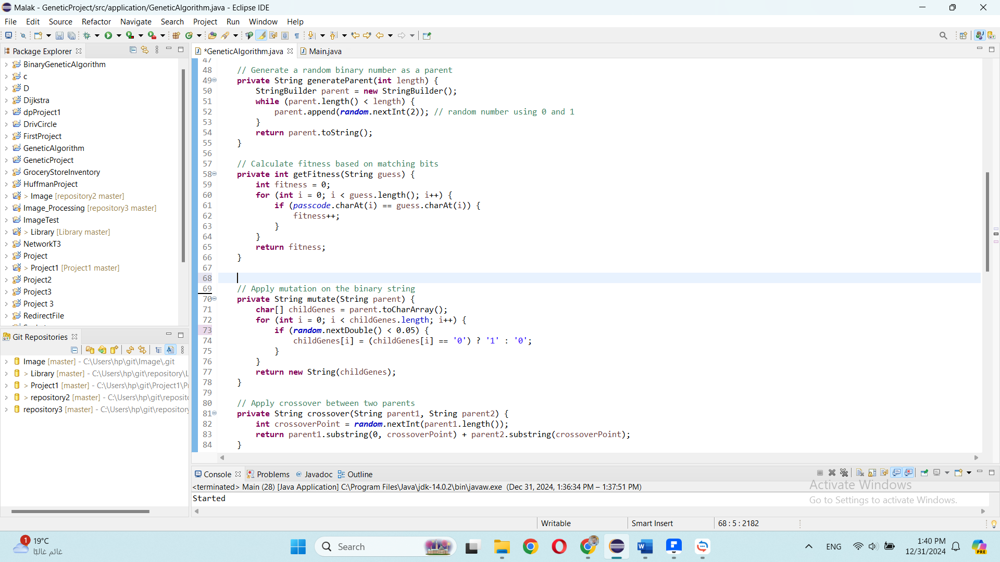 Malak - GeneticProject/src/application/GeneticAlgorithm.java - Eclipse IDE
File Edit Source Refactor Navigate Search Project Run Window Help
Package Explorer
*GeneticAlgorithm.java
Main.java
BinaryGeneticAlgorithm
c
D
Dijkstra
dpProject1
DrivCircle
FirstProject
GeneticAlgorithm
GeneticProject
GroceryStoreInventory
HuffmanProject
> Image [repository2 master]
Image_Processing [repository3 master]
ImageTest
> Library [Library master]
NetworkT3
Project
> Project1 [Project1 master]
Project2
Project3
Project 3
RedirectFile
Git Repositories
Image [master] - C:\Users\hp\git\Image\.git
> Library [master] - C:\Users\hp\git\repository\L
> Project1 [master] - C:\Users\hp\git\Project1\P
> repository2 [master] - C:\Users\hp\git\reposit
repository3 [master] - C:\Users\hp\git\repository
47
48 // Generate a random binary number as a parent
49 private String generateParent(int length) {
50 StringBuilder parent = new StringBuilder();
51 while (parent.length() < length) {
52 parent.append(random.nextInt(2)); // random number using 0 and 1
53 }
54 return parent.toString();
55 }
56
57 // Calculate fitness based on matching bits
58 private int getFitness(String guess) {
59 int fitness = 0;
60 for (int i = 0; i < guess.length(); i++) {
61 if (passcode.charAt(i) == guess.charAt(i)) {
62 fitness++;
63 }
64 }
65 return fitness;
66 }
67
68
69 // Apply mutation on the binary string
70 private String mutate(String parent) {
71 char[] childGenes = parent.toCharArray();
72 for (int i = 0; i < childGenes.length; i++) {
73 if (random.nextDouble() < 0.05) {
74 childGenes[i] = (childGenes[i] == '0') ? '1' : '0';
75 }
76 }
77 return new String(childGenes);
78 }
79
80 // Apply crossover between two parents
81 private String crossover(String parent1, String parent2) {
82 int crossoverPoint = random.nextInt(parent1.length());
83 return parent1.substring(0, crossoverPoint) + parent2.substring(crossoverPoint);
84 }
Console Problems Javadoc Outline
<terminated> Main (28) [Java Application] C:\Program Files\Java\jdk-14.0.2\bin\javaw.exe (Dec 31, 2024, 1:36:34 PM – 1:37:51 PM)
Started
Activate Windows
Go to Settings to activate Windows.
Writable Smart Insert 68 : 5 : 2182
1
19°C
غائم غالبًا
Search
ENG
1:40 PM
12/31/2024
PRE